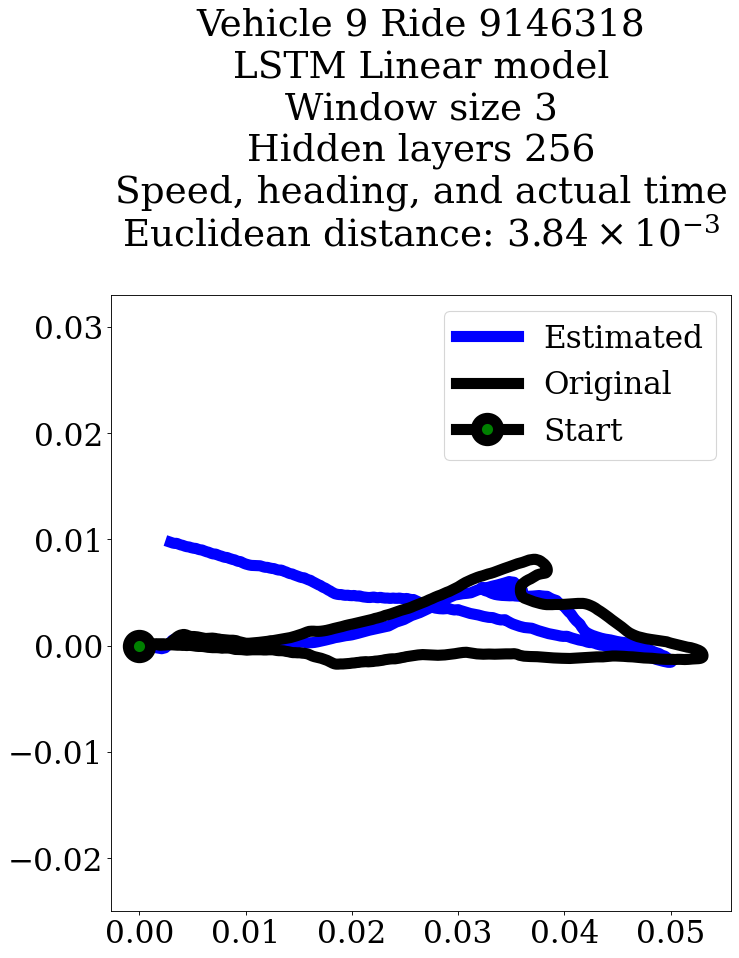 Vehicle 9 Ride 9146318
LSTM Linear model
Window size 3
Hidden layers 256
Speed, heading, and actual time
Euclidean distance: 3.84 × 10⁻³
Estimated
Original
Start
0.03
0.02
0.01
0.00
−0.01
−0.02
0.00 0.01 0.02 0.03 0.04 0.05